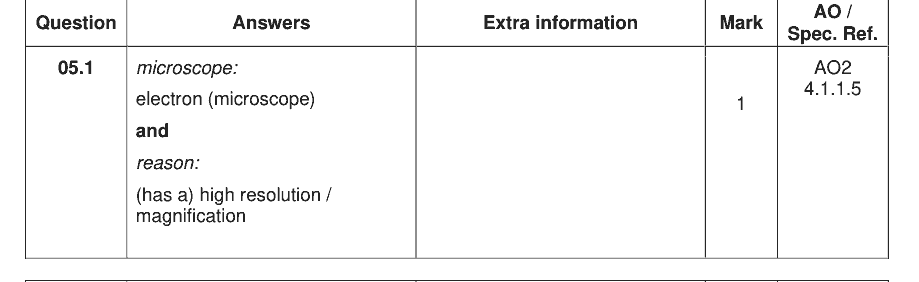 Question Answers Extra information Mark AO / Spec. Ref.
05.1 microscope: 1 AO2
4.1.1.5
electron (microscope)
and
reason:
(has a) high resolution /
magnification